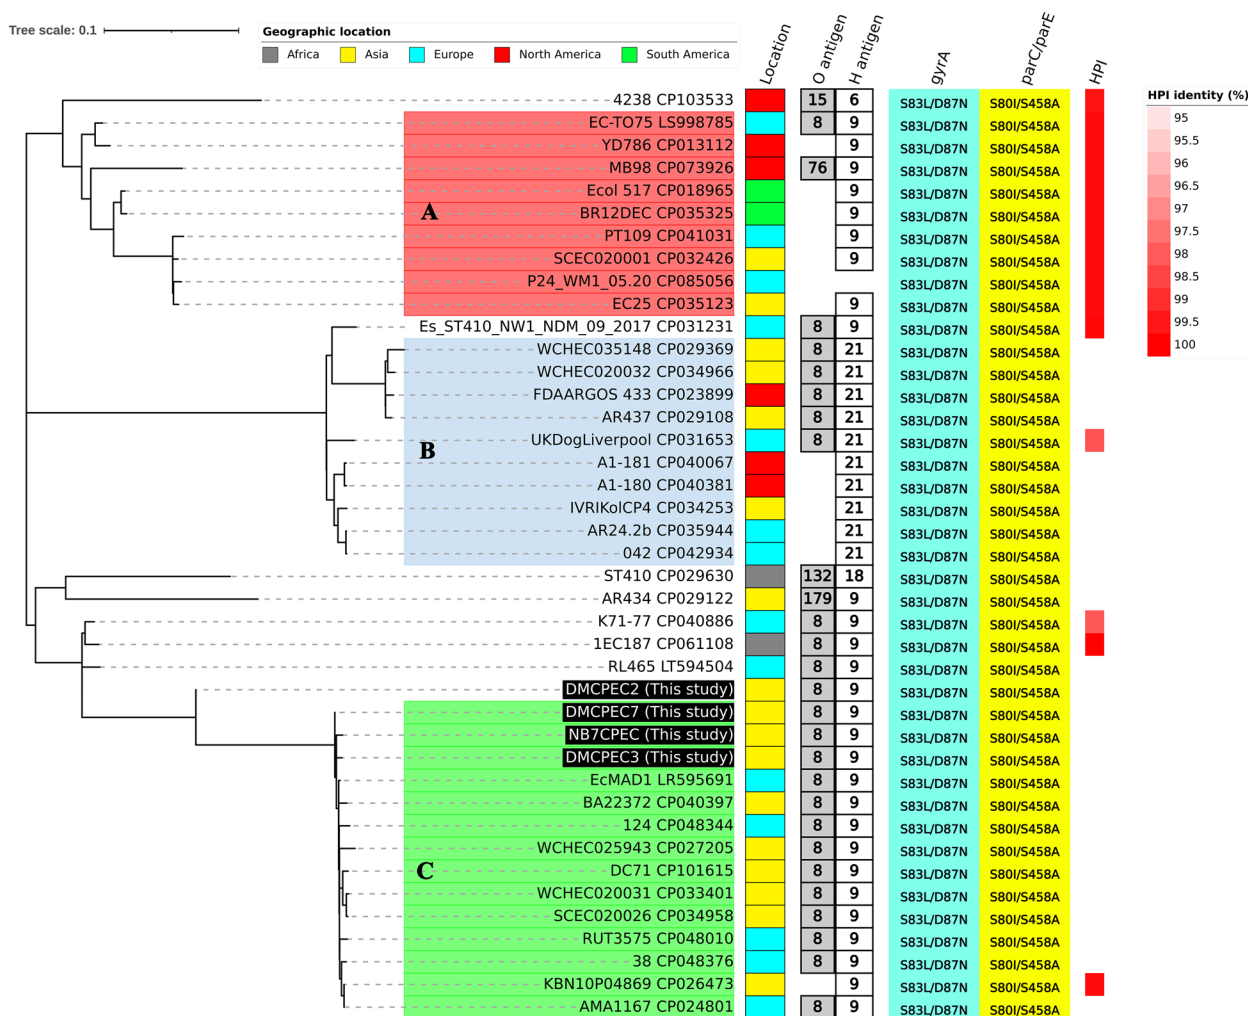 Tree scale: 0.1
Geographic location
Africa Asia Europe North America South America
Location O antigen H antigen gyrA parC/parE HPI
HPI identity (%)
95
95.5
96
96.5
97
97.5
98
98.5
99
99.5
100
4238 CP103533 15 6 S83L/D87N S80I/S458A
EC-TO75 LS998785 8 9 S83L/D87N S80I/S458A
YD786 CP013112 9 S83L/D87N S80I/S458A
MB98 CP073926 76 9 S83L/D87N S80I/S458A
Ecol 517 CP018965 9 S83L/D87N S80I/S458A
A BR12DEC CP035325 9 S83L/D87N S80I/S458A
PT109 CP041031 9 S83L/D87N S80I/S458A
SCEC020001 CP032426 9 S83L/D87N S80I/S458A
P24_WM1_05.20 CP085056 S83L/D87N S80I/S458A
EC25 CP035123 9 S83L/D87N S80I/S458A
Es_ST410_NW1_NDM_09_2017 CP031231 8 9 S83L/D87N S80I/S458A
WCHEC035148 CP029369 8 21 S83L/D87N S80I/S458A
WCHEC020032 CP034966 8 21 S83L/D87N S80I/S458A
FDAARGOS 433 CP023899 8 21 S83L/D87N S80I/S458A
AR437 CP029108 8 21 S83L/D87N S80I/S458A
B UKDogLiverpool CP031653 8 21 S83L/D87N S80I/S458A
A1-181 CP040067 21 S83L/D87N S80I/S458A
A1-180 CP040381 21 S83L/D87N S80I/S458A
IVRIKolCP4 CP034253 21 S83L/D87N S80I/S458A
AR24.2b CP035944 21 S83L/D87N S80I/S458A
042 CP042934 21 S83L/D87N S80I/S458A
ST410 CP029630 132 18 S83L/D87N S80I/S458A
AR434 CP029122 179 9 S83L/D87N S80I/S458A
K71-77 CP040886 8 9 S83L/D87N S80I/S458A
1EC187 CP061108 8 9 S83L/D87N S80I/S458A
RL465 LT594504 8 9 S83L/D87N S80I/S458A
DMCPEC2 (This study) 8 9 S83L/D87N S80I/S458A
DMCPEC7 (This study) 8 9 S83L/D87N S80I/S458A
NB7CPEC (This study) 8 9 S83L/D87N S80I/S458A
DMCPEC3 (This study) 8 9 S83L/D87N S80I/S458A
EcMAD1 LR595691 8 9 S83L/D87N S80I/S458A
BA22372 CP040397 8 9 S83L/D87N S80I/S458A
124 CP048344 8 9 S83L/D87N S80I/S458A
WCHEC025943 CP027205 8 9 S83L/D87N S80I/S458A
C DC71 CP101615 8 9 S83L/D87N S80I/S458A
WCHEC020031 CP033401 8 9 S83L/D87N S80I/S458A
SCEC020026 CP034958 8 9 S83L/D87N S80I/S458A
RUT3575 CP048010 8 9 S83L/D87N S80I/S458A
38 CP048376 8 9 S83L/D87N S80I/S458A
KBN10P04869 CP026473 9 S83L/D87N S80I/S458A
AMA1167 CP024801 8 9 S83L/D87N S80I/S458A